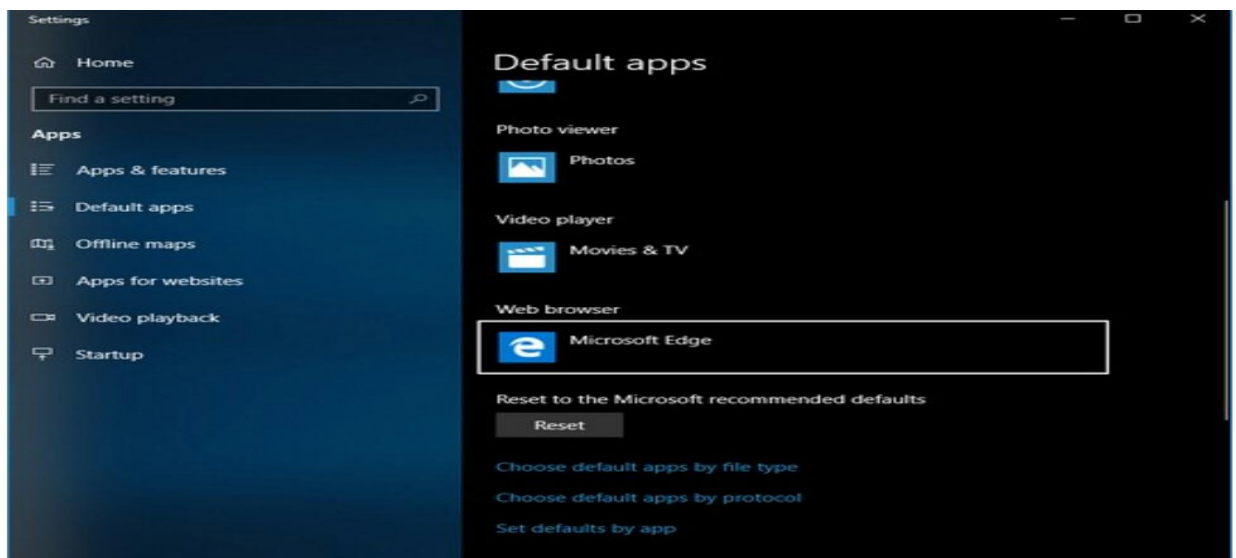 Settings
Home
Find a setting
Apps
Apps & features
Default apps
Offline maps
Apps for websites
Video playback
Startup
Default apps
Photo viewer
Photos
Video player
Movies & TV
Web browser
Microsoft Edge
Reset to the Microsoft recommended defaults
Reset
Choose default apps by file type
Choose default apps by protocol
Set defaults by app